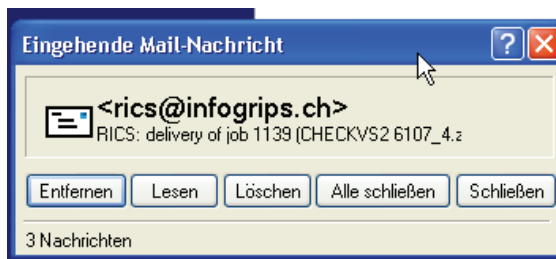 Eingehende Mail-Nachricht
<rics@infogrips.ch>
RICS: delivery of job 1139 (CHECKVS2 6107_4.z
Entfernen Lesen Löschen Alle schließen Schließen
3 Nachrichten